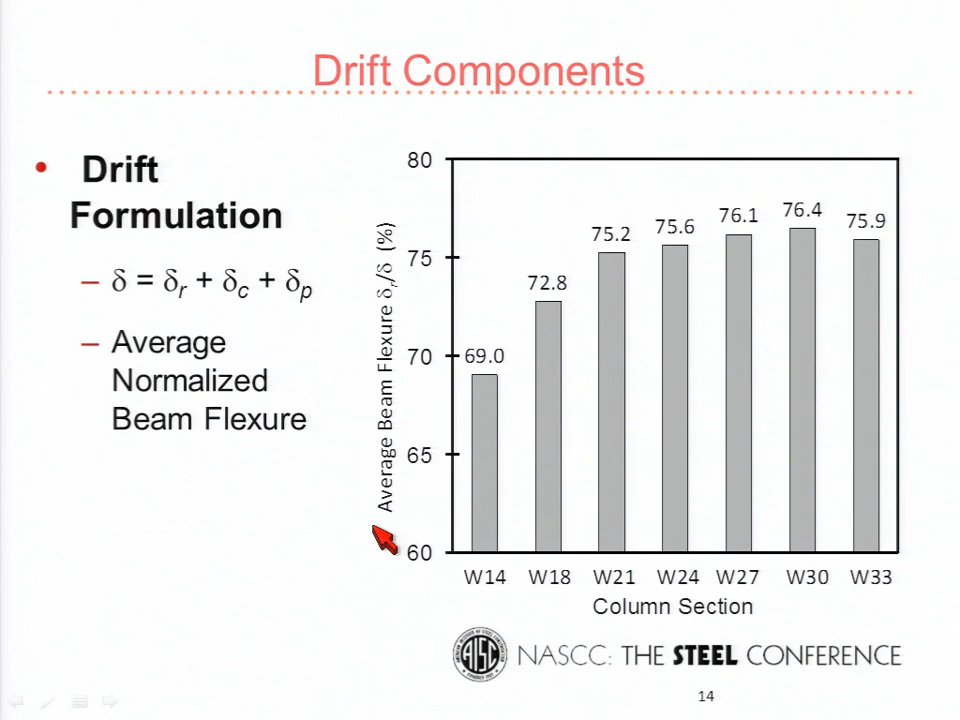 Drift Components
• Drift
Formulation
– δ = δr + δc + δp
– Average
Normalized
Beam Flexure
Average Beam Flexure δr/δ (%)
80
75
70
65
60
69.0
72.8
75.2
75.6
76.1
76.4
75.9
W14 W18 W21 W24 W27 W30 W33
Column Section
AISC
NASCC: THE STEEL CONFERENCE
14